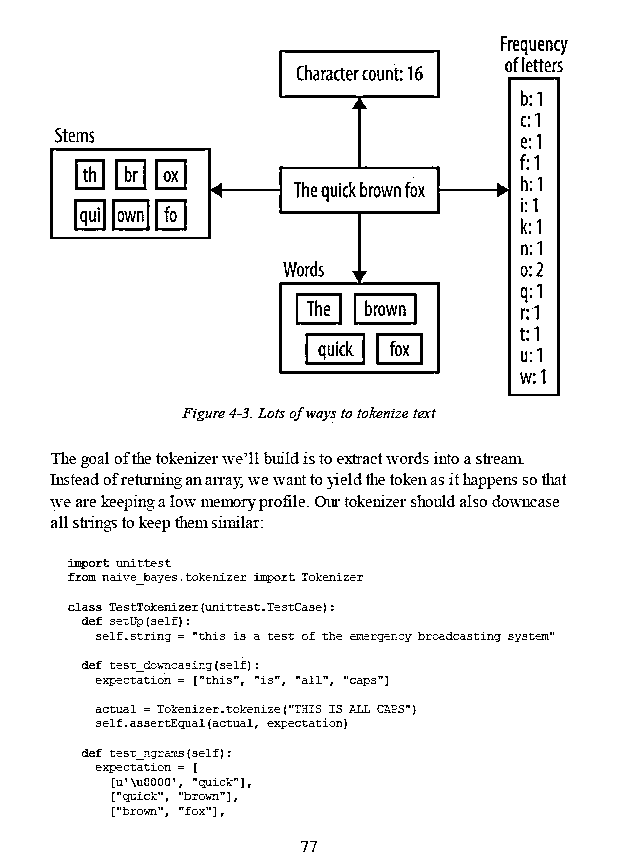 Frequency
of letters
Character count: 16
b: 1
c: 1
e: 1
f: 1
h: 1
i: 1
k: 1
n: 1
o: 2
q: 1
r: 1
t: 1
u: 1
w: 1
Stems
th br ox
qui own fo
The quick brown fox
Words
The brown
quick fox
Figure 4-3. Lots of ways to tokenize text
The goal of the tokenizer we'll build is to extract words into a stream.
Instead of returning an array, we want to yield the token as it happens so that
we are keeping a low memory profile. Our tokenizer should also downcase
all strings to keep them similar:
import unittest
from naive_bayes.tokenizer import Tokenizer
class TestTokenizer(unittest.TestCase):
def setUp(self):
self.string = "this is a test of the emergency broadcasting system"
def test_downcasing(self):
expectation = ["this", "is", "all", "caps"]
actual = Tokenizer.tokenize("THIS IS ALL CAPS")
self.assertEqual(actual, expectation)
def test_ngrams(self):
expectation = [
[u'\u0000', "quick"],
["quick", "brown"],
["brown", "fox"],
77